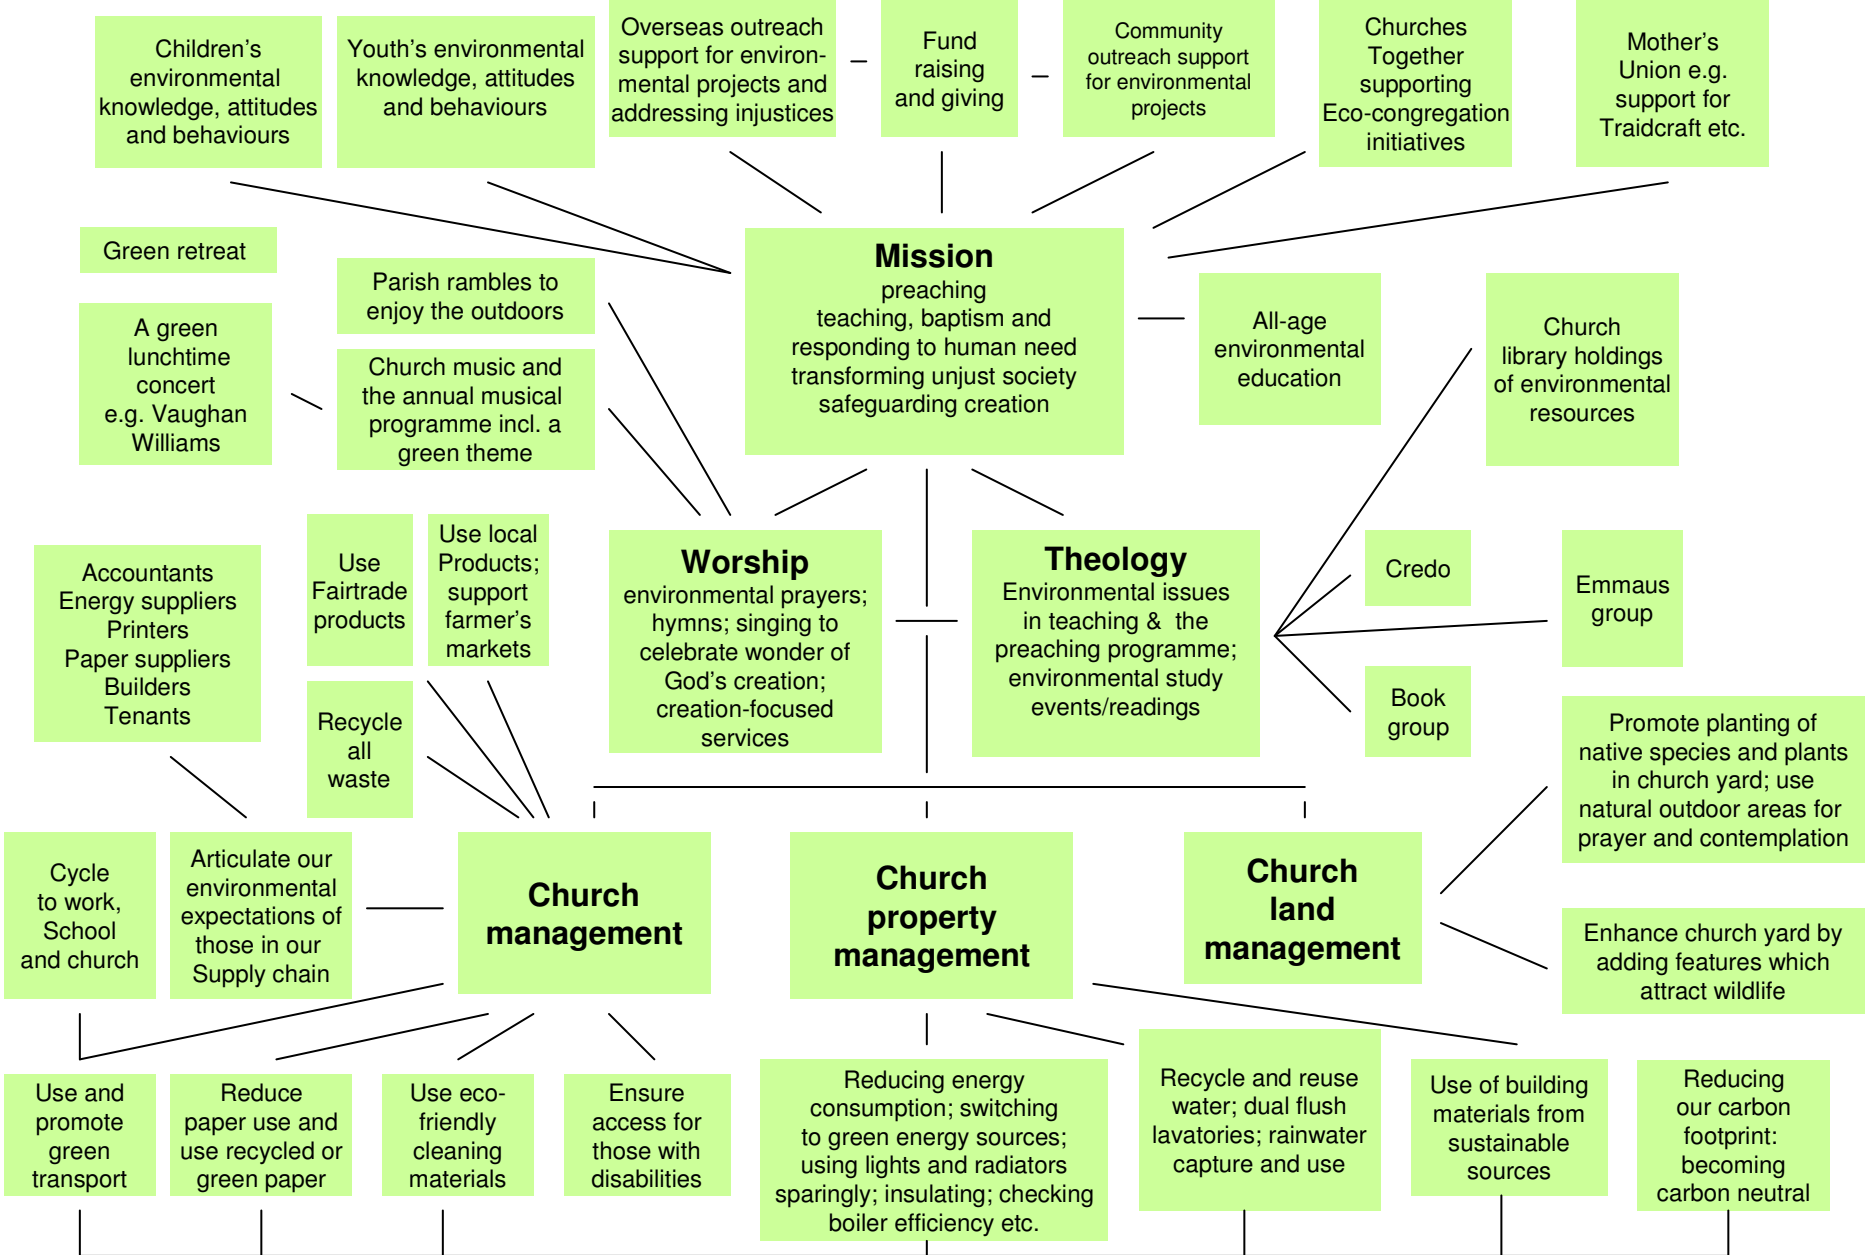 Children's
environmental
knowledge, attitudes
and behaviours
Youth's environmental
knowledge, attitudes
and behaviours
Overseas outreach
support for environ-
mental projects and
addressing injustices
Fund
raising
and giving
Community
outreach support
for environmental
projects
Churches
Together
supporting
Eco-congregation
initiatives
Mother's
Union e.g.
support for
Traidcraft etc.
Green retreat
Parish rambles to
enjoy the outdoors
Mission
preaching
teaching, baptism and
responding to human need
transforming unjust society
safeguarding creation
All-age
environmental
education
Church
library holdings
of environmental
resources
A green
lunchtime
concert
e.g. Vaughan
Williams
Church music and
the annual musical
programme incl. a
green theme
Accountants
Energy suppliers
Printers
Paper suppliers
Builders
Tenants
Use
Fairtrade
products
Use local
Products;
support
farmer's
markets
Recycle
all
waste
Worship
environmental prayers;
hymns; singing to
celebrate wonder of
God's creation;
creation-focused
services
Theology
Environmental issues
in teaching & the
preaching programme;
environmental study
events/readings
Credo
Emmaus
group
Book
group
Promote planting of
native species and plants
in church yard; use
natural outdoor areas for
prayer and contemplation
Cycle
to work,
School
and church
Articulate our
environmental
expectations of
those in our
Supply chain
Church
management
Church
property
management
Church
land
management
Enhance church yard by
adding features which
attract wildlife
Use and
promote
green
transport
Reduce
paper use and
use recycled or
green paper
Use eco-
friendly
cleaning
materials
Ensure
access for
those with
disabilities
Reducing energy
consumption; switching
to green energy sources;
using lights and radiators
sparingly; insulating; checking
boiler efficiency etc.
Recycle and reuse
water; dual flush
lavatories; rainwater
capture and use
Use of building
materials from
sustainable
sources
Reducing
our carbon
footprint:
becoming
carbon neutral